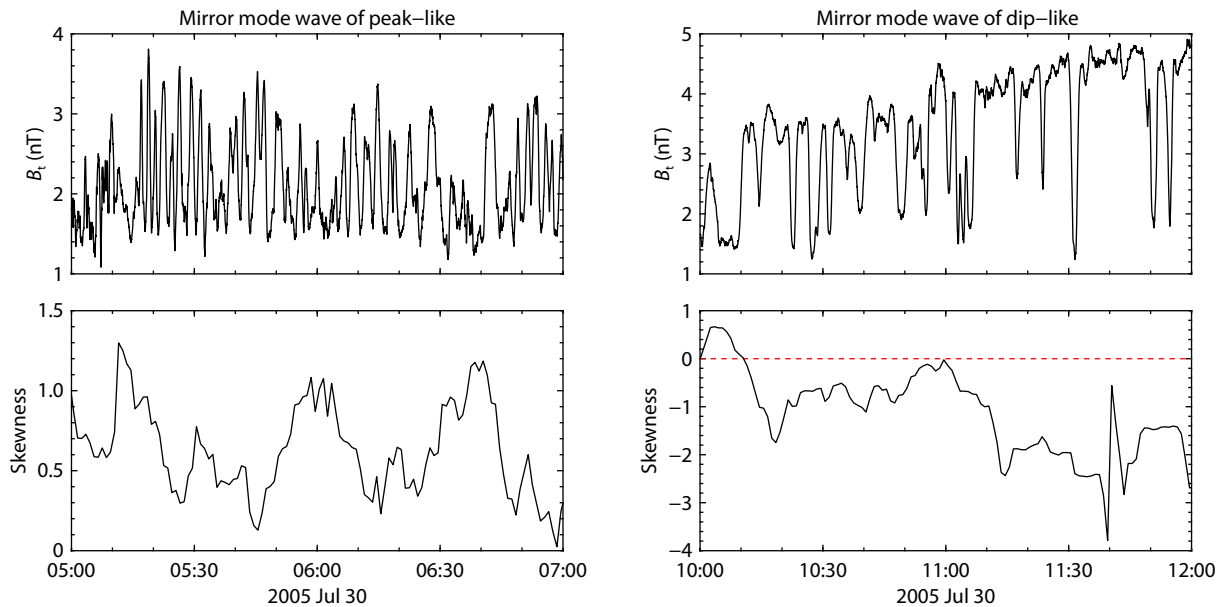 Mirror mode wave of peak−like
4
3
2
1
Bt (nT)
1.5
1.0
0.5
0
Skewness
05:00 05:30 06:00 06:30 07:00
2005 Jul 30
Mirror mode wave of dip−like
5
4
3
2
1
Bt (nT)
1
0
−1
−2
−3
−4
Skewness
10:00 10:30 11:00 11:30 12:00
2005 Jul 30